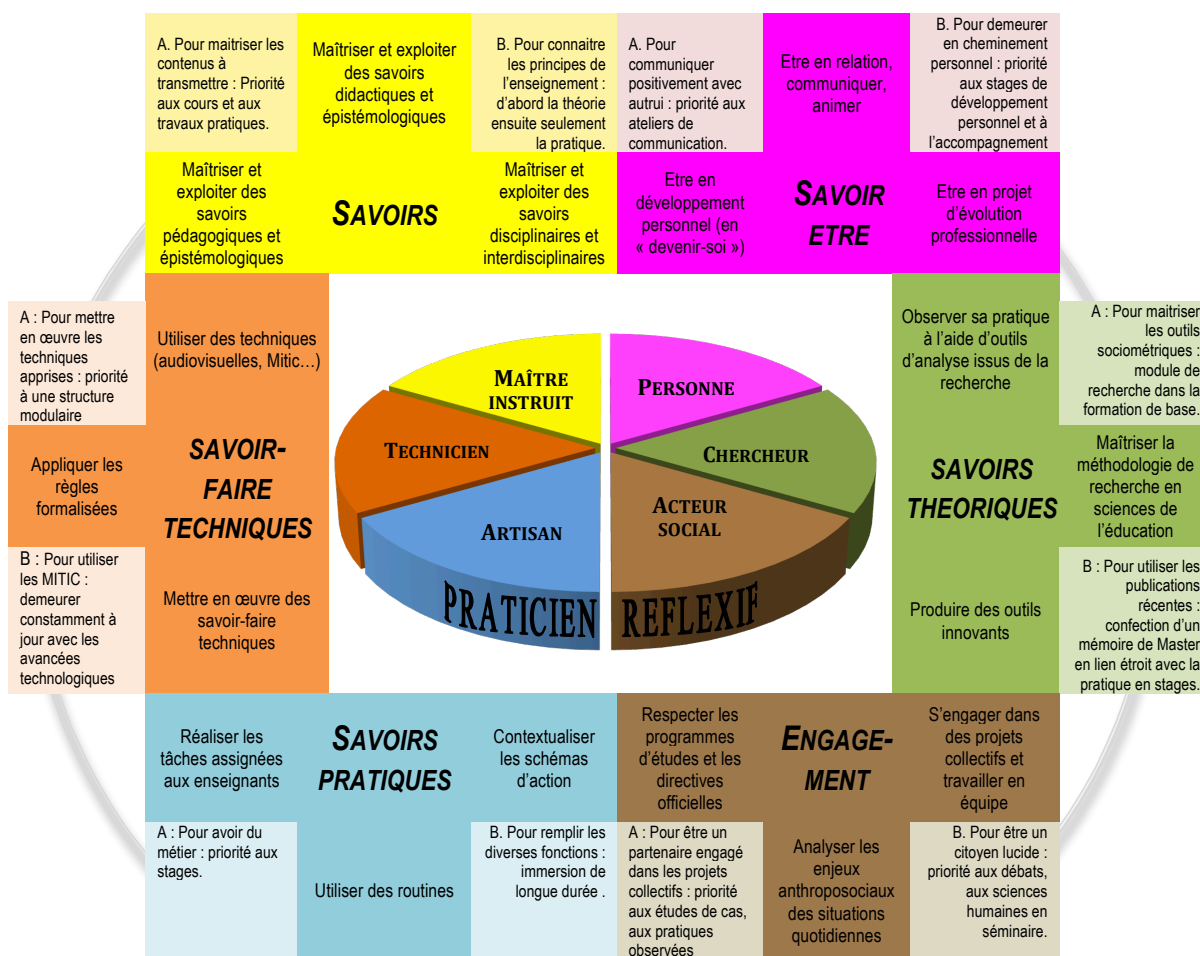 A. Pour maitriser les
contenus à
transmettre : Priorité
aux cours et aux
travaux pratiques.
Maîtriser et exploiter
des savoirs
didactiques et
épistémologiques
B. Pour connaitre
les principes de
l’enseignement :
d’abord la théorie
ensuite seulement
la pratique.
A. Pour
communiquer
positivement avec
autrui : priorité aux
ateliers de
communication.
Etre en relation,
communiquer,
animer
B. Pour demeurer
en cheminement
personnel : priorité
aux stages de
développement
personnel et à
l’accompagnement
Maîtriser et
exploiter des
savoirs
pédagogiques et
épistémologiques
SAVOIRS
Maîtriser et
exploiter des
savoirs
disciplinaires et
interdisciplinaires
Etre en
développement
personnel (en
« devenir-soi »)
SAVOIR
ETRE
Etre en projet
d’évolution
professionnelle
A : Pour mettre
en œuvre les
techniques
apprises : priorité
à une structure
modulaire
Utiliser des techniques
(audiovisuelles, Mitic…)
Appliquer les
règles
formalisées
SAVOIR-
FAIRE
TECHNIQUES
B : Pour utiliser
les MITIC :
demeurer
constamment à
jour avec les
avancées
technologiques
Mettre en œuvre des
savoir-faire
techniques
MAÎTRE
INSTRUIT
PERSONNE
TECHNICIEN
CHERCHEUR
ARTISAN
ACTEUR
SOCIAL
PRATICIEN REFLEXIF
Observer sa pratique
à l’aide d’outils
d’analyse issus de la
recherche
A : Pour maitriser
les outils
sociométriques :
module de
recherche dans la
formation de base.
SAVOIRS
THEORIQUES
Maîtriser la
méthodologie de
recherche en
sciences de
l’éducation
Produire des outils
innovants
B : Pour utiliser les
publications
récentes :
confection d’un
mémoire de Master
en lien étroit avec la
pratique en stages.
Réaliser les
tâches assignées
aux enseignants
SAVOIRS
PRATIQUES
Contextualiser
les schémas
d’action
Respecter les
programmes
d’études et les
directives
officielles
ENGAGE-
MENT
S’engager dans
des projets
collectifs et
travailler en
équipe
A : Pour avoir du
métier : priorité aux
stages.
Utiliser des routines
B. Pour remplir les
diverses fonctions :
immersion de
longue durée .
A : Pour être un
partenaire engagé
dans les projets
collectifs : priorité
aux études de cas,
aux pratiques
observées
Analyser les
enjeux
anthroposociaux
des situations
quotidiennes
B. Pour être un
citoyen lucide :
priorité aux débats,
aux sciences
humaines en
séminaire.